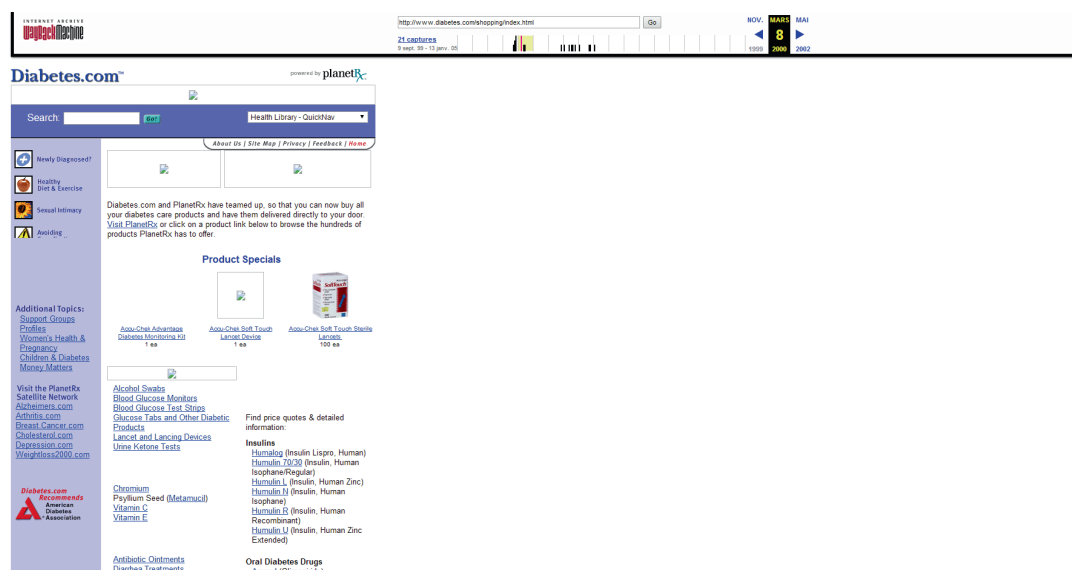 INTERNET ARCHIVE
WayBackMachine
http://www.diabetes.com/shopping/index.html
Go
21 captures
9 sept. 99 - 13 janv. 05
NOV. MARS MAI
8
1999 2000 2002
Diabetes.com™
powered by planetRx
Search:
Go!
Health Library - QuickNav
About Us | Site Map | Privacy | Feedback | Home
Newly Diagnosed?
Healthy
Diet & Exercise
Sexual Intimacy
Avoiding
Diabetes.com and PlanetRx have teamed up, so that you can now buy all
your diabetes care products and have them delivered directly to your door.
Visit PlanetRx or click on a product link below to browse the hundreds of
products PlanetRx has to offer.
Product Specials
SoftTouch
Accu-Chek Advantage
Diabetes Monitoring Kit
1 ea
Accu-Chek Soft Touch
Lancet Device
1 ea
Accu-Chek Soft Touch Sterile
Lancets
100 ea
Additional Topics:
Support Groups
Profiles
Women's Health &
Pregnancy
Children & Diabetes
Money Matters
Visit the PlanetRx
Satellite Network
Alzheimers.com
Arthritis.com
Breast.Cancer.com
Cholesterol.com
Depression.com
Weightloss2000.com
Diabetes.com
Recommends
American
Diabetes
Association
Alcohol Swabs
Blood Glucose Monitors
Blood Glucose Test Strips
Glucose Tabs and Other Diabetic
Products
Lancet and Lancing Devices
Urine Ketone Tests
Chromium
Psyllium Seed (Metamucil)
Vitamin C
Vitamin E
Antibiotic Ointments
Diarrhea Treatments
Find price quotes & detailed
information:
Insulins
Humalog (Insulin Lispro, Human)
Humulin 70/30 (Insulin, Human
Isophane/Regular)
Humulin L (Insulin, Human Zinc)
Humulin N (Insulin, Human
Isophane)
Humulin R (Insulin, Human
Recombinant)
Humulin U (Insulin, Human Zinc
Extended)
Oral Diabetes Drugs